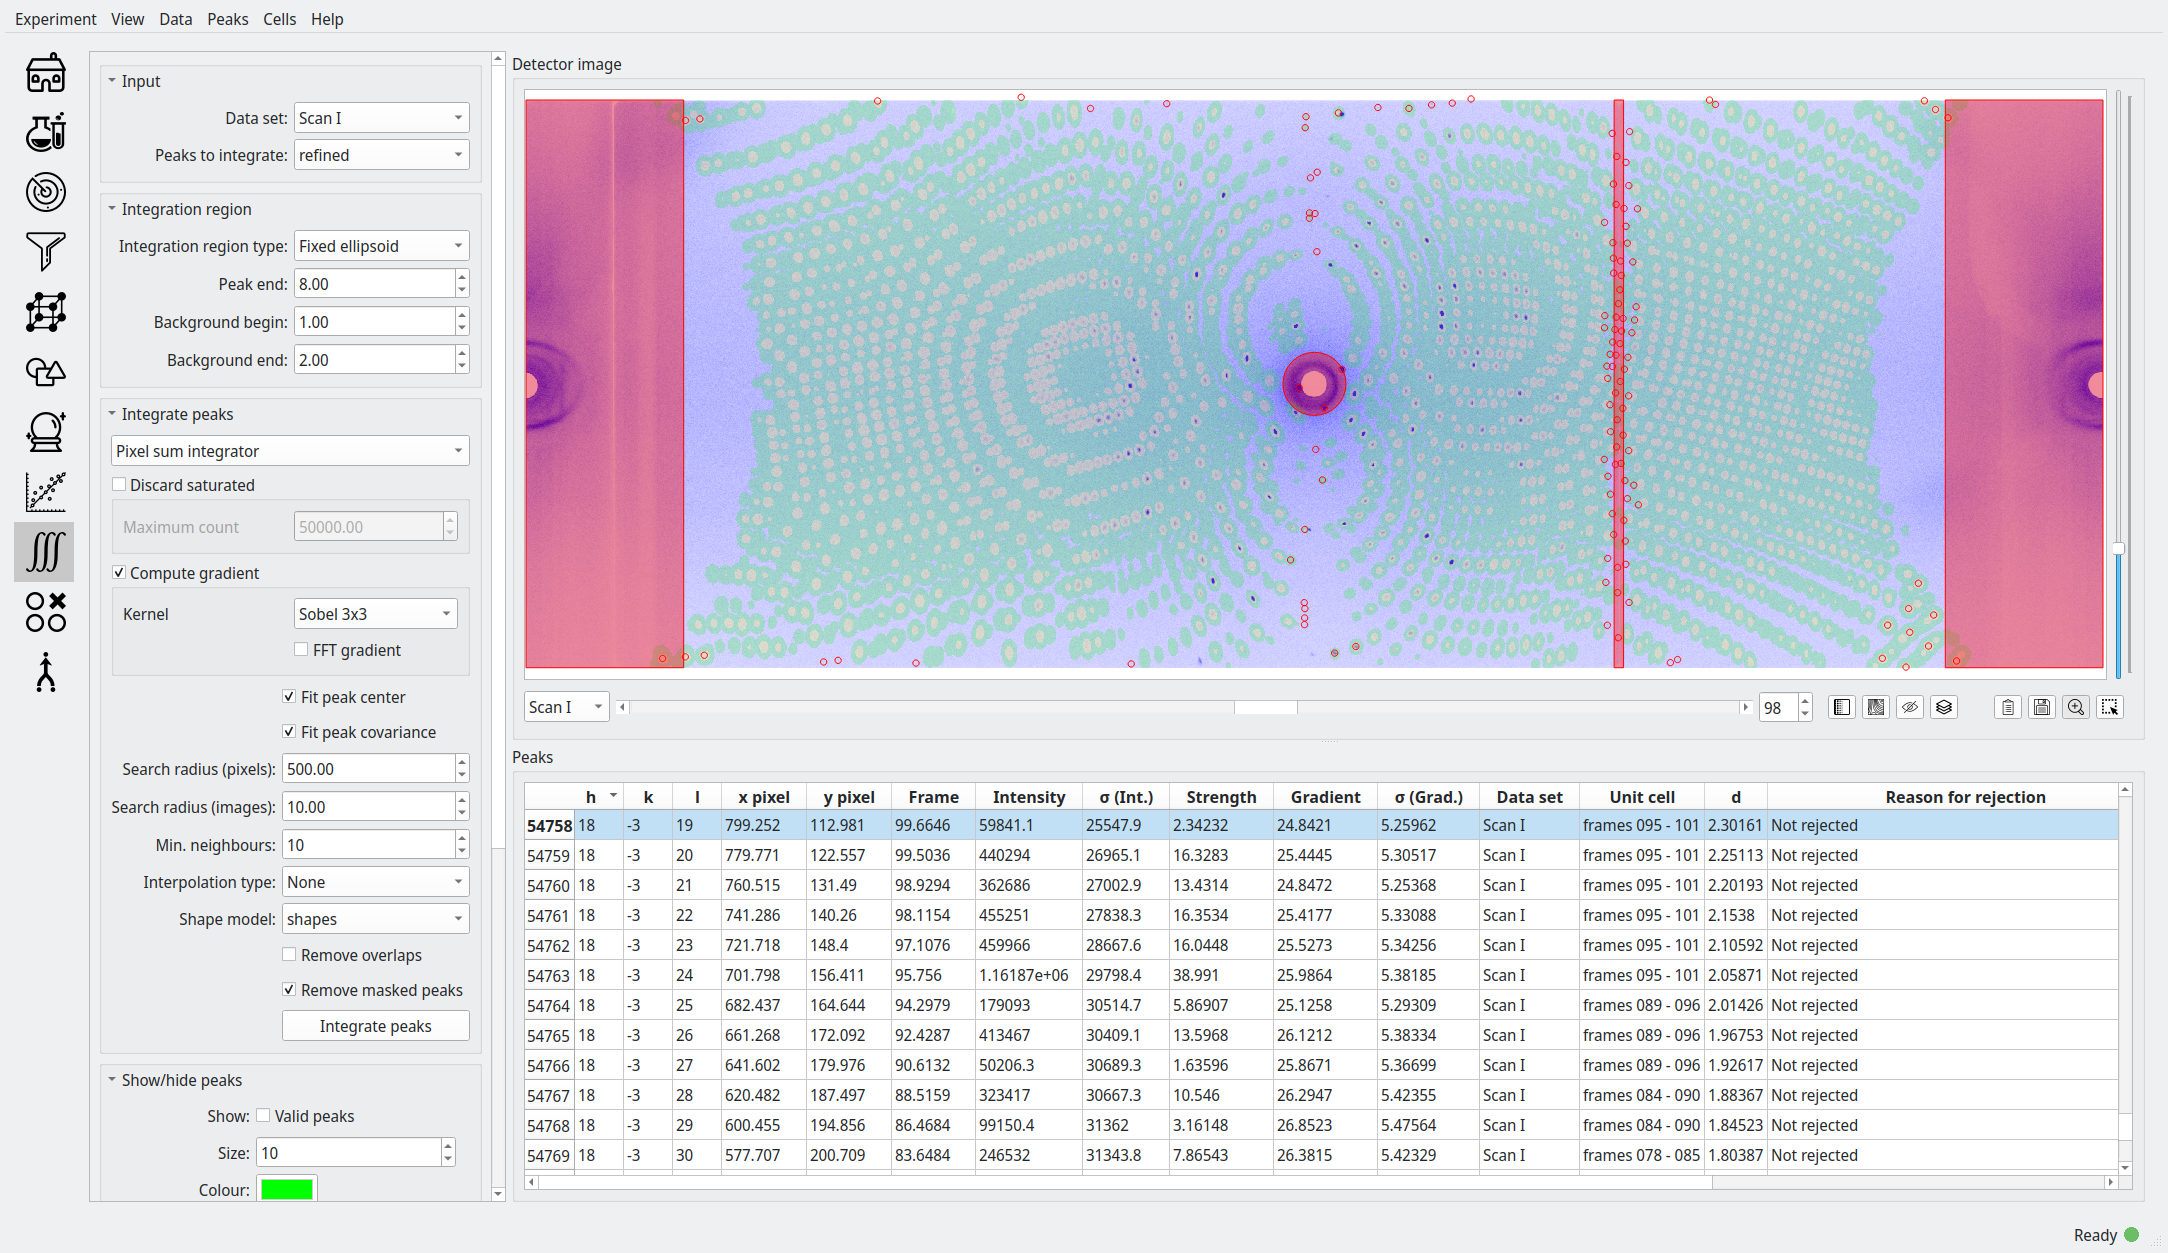 Experiment View Data Peaks Cells Help
Input
Data set: Scan I
Peaks to integrate: refined
Integration region
Integration region type: Fixed ellipsoid
Peak end: 8.00
Background begin: 1.00
Background end: 2.00
Integrate peaks
Pixel sum integrator
Discard saturated
Maximum count 50000.00
Compute gradient
Kernel Sobel 3x3
FFT gradient
Fit peak center
Fit peak covariance
Search radius (pixels): 500.00
Search radius (images): 10.00
Min. neighbours: 10
Interpolation type: None
Shape model: shapes
Remove overlaps
Remove masked peaks
Integrate peaks
Show/hide peaks
Show: Valid peaks
Size: 10
Colour:
Detector image
Scan I 98
Peaks
h k l x pixel y pixel Frame Intensity σ (Int.) Strength Gradient σ (Grad.) Data set Unit cell d Reason for rejection
54758 18 -3 19 799.252 112.981 99.6646 59841.1 25547.9 2.34232 24.8421 5.25962 Scan I frames 095 - 101 2.30161 Not rejected
54759 18 -3 20 779.771 122.557 99.5036 440294 26965.1 16.3283 25.4445 5.30517 Scan I frames 095 - 101 2.25113 Not rejected
54760 18 -3 21 760.515 131.49 98.9294 362686 27002.9 13.4314 24.8472 5.25368 Scan I frames 095 - 101 2.20193 Not rejected
54761 18 -3 22 741.286 140.26 98.1154 455251 27838.3 16.3534 25.4177 5.33088 Scan I frames 095 - 101 2.1538 Not rejected
54762 18 -3 23 721.718 148.4 97.1076 459966 28667.6 16.0448 25.5273 5.34256 Scan I frames 095 - 101 2.10592 Not rejected
54763 18 -3 24 701.798 156.411 95.756 1.16187e+06 29798.4 38.991 25.9864 5.38185 Scan I frames 095 - 101 2.05871 Not rejected
54764 18 -3 25 682.437 164.644 94.2979 179093 30514.7 5.86907 25.1258 5.29309 Scan I frames 089 - 096 2.01426 Not rejected
54765 18 -3 26 661.268 172.092 92.4287 413467 30409.1 13.5968 26.1212 5.38334 Scan I frames 089 - 096 1.96753 Not rejected
54766 18 -3 27 641.602 179.976 90.6132 50206.3 30689.3 1.63596 25.8671 5.36699 Scan I frames 089 - 096 1.92617 Not rejected
54767 18 -3 28 620.482 187.497 88.5159 323417 30667.3 10.546 26.2947 5.42355 Scan I frames 084 - 090 1.88367 Not rejected
54768 18 -3 29 600.455 194.856 86.4684 99150.4 31362 3.16148 26.8523 5.47564 Scan I frames 084 - 090 1.84523 Not rejected
54769 18 -3 30 577.707 200.709 83.6484 246532 31343.8 7.86543 26.3815 5.42329 Scan I frames 078 - 085 1.80387 Not rejected
Ready